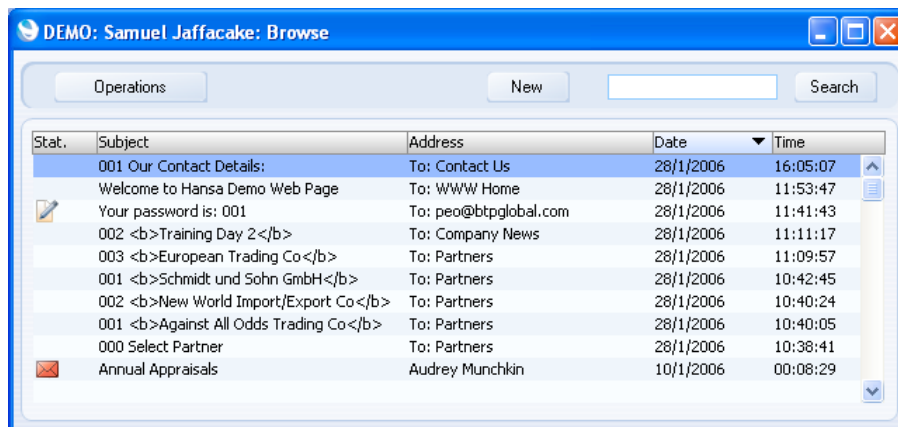 DEMO: Samuel Jaffacake: Browse
Operations New Search
Stat. Subject Address Date Time
001 Our Contact Details: To: Contact Us 28/1/2006 16:05:07
Welcome to Hansa Demo Web Page To: WWW Home 28/1/2006 11:53:47
Your password is: 001 To: peo@btpglobal.com 28/1/2006 11:41:43
002 <b>Training Day 2</b> To: Company News 28/1/2006 11:11:17
003 <b>European Trading Co</b> To: Partners 28/1/2006 11:09:57
001 <b>Schmidt und Sohn GmbH</b> To: Partners 28/1/2006 10:42:45
002 <b>New World Import/Export Co</b> To: Partners 28/1/2006 10:40:24
001 <b>Against All Odds Trading Co</b> To: Partners 28/1/2006 10:40:05
000 Select Partner To: Partners 28/1/2006 10:38:41
Annual Appraisals Audrey Munchkin 10/1/2006 00:08:29